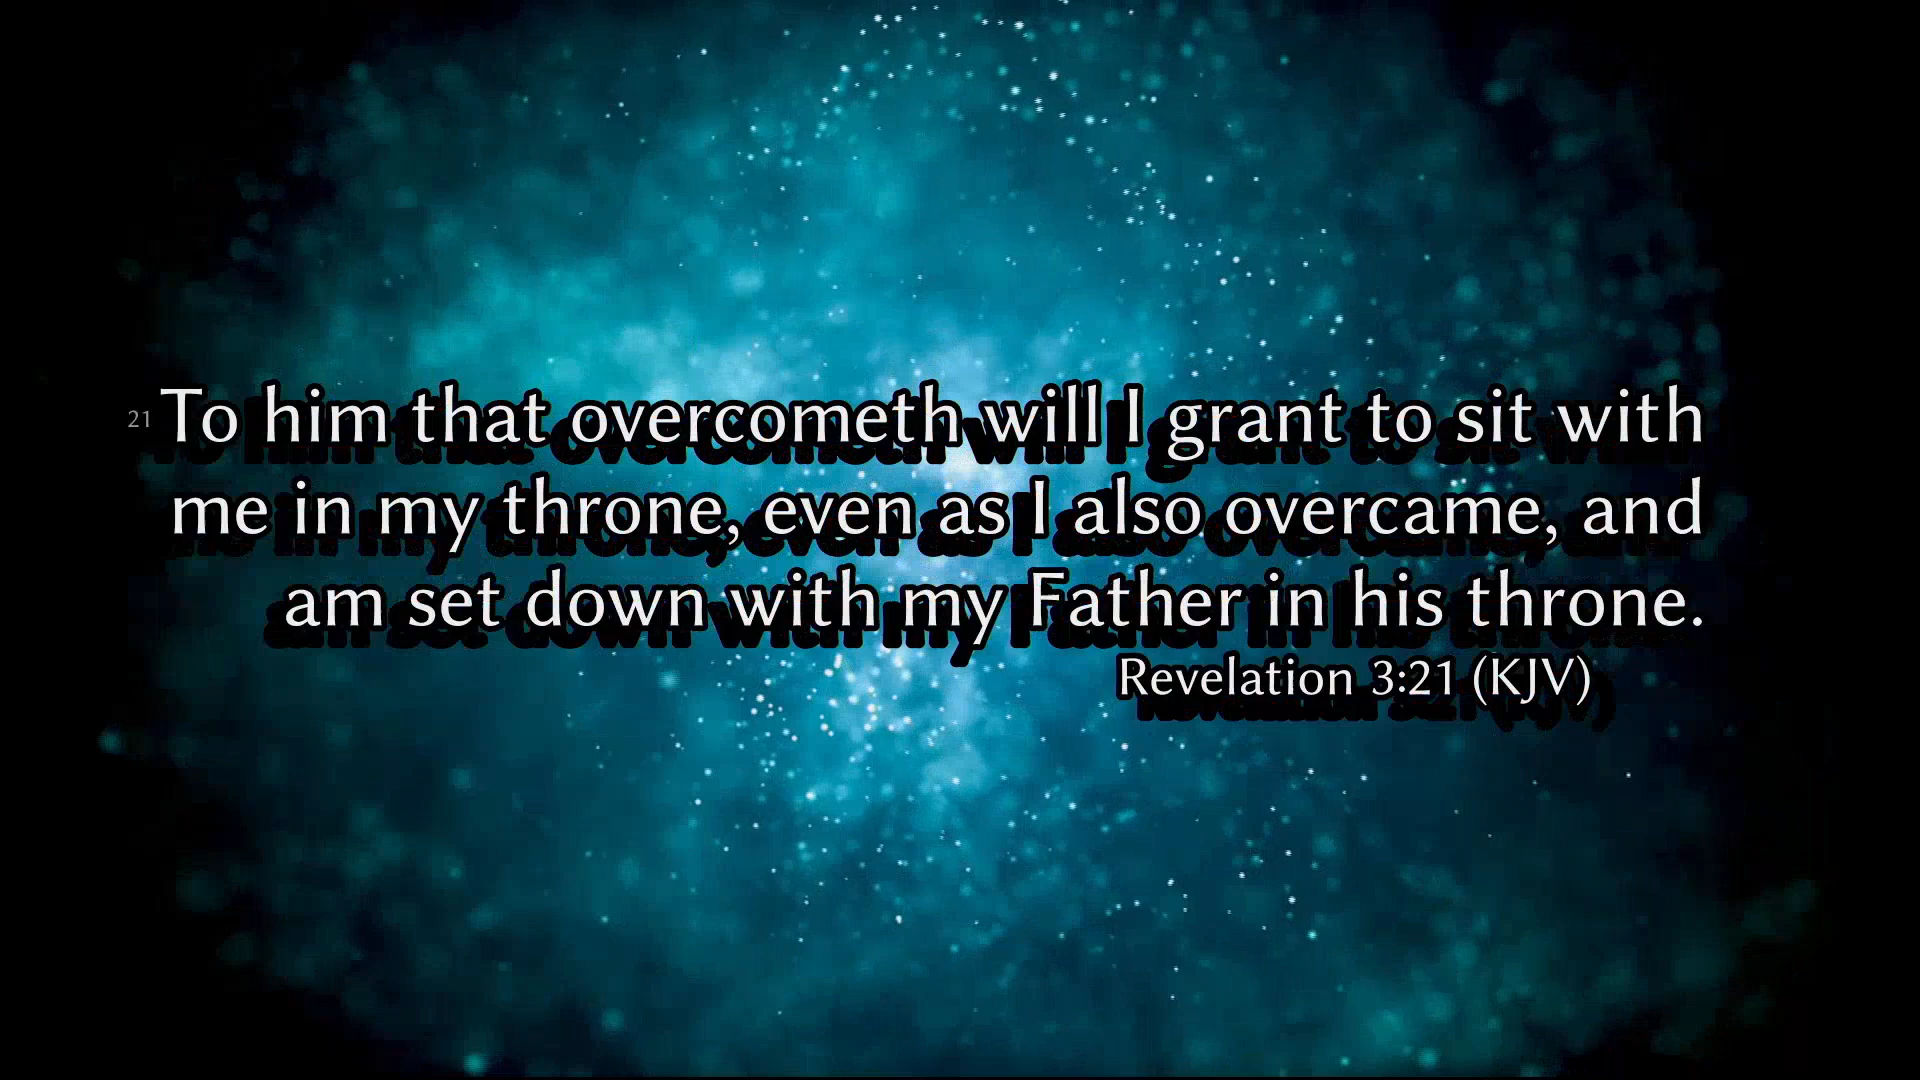 21 To him that overcometh will I grant to sit with
me in my throne, even as I also overcame, and
am set down with my Father in his throne.
Revelation 3:21 (KJV)